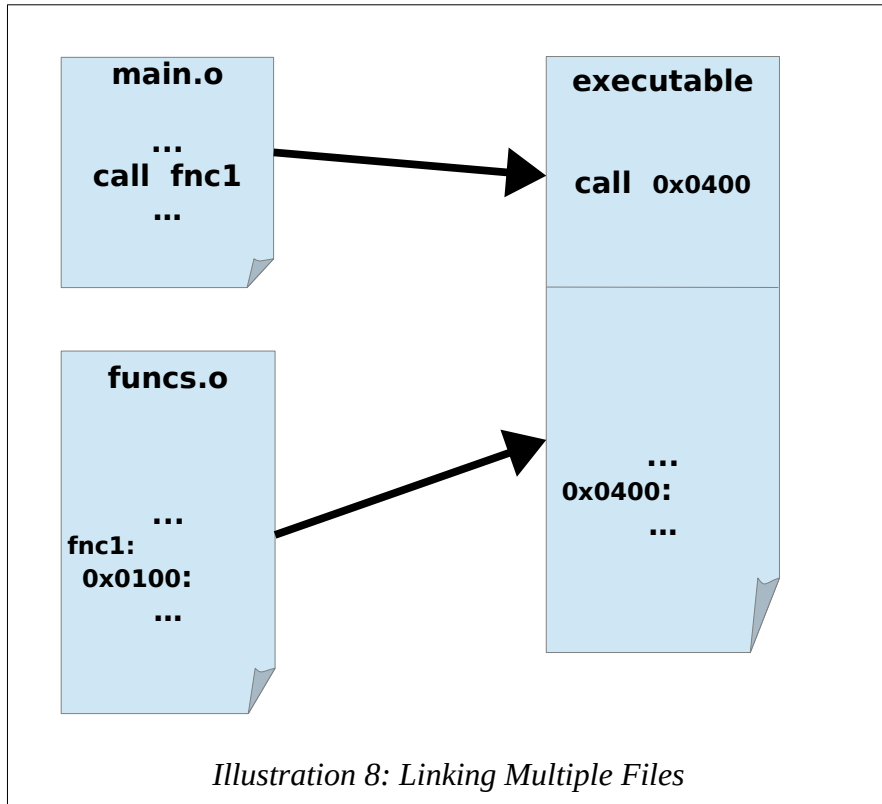 main.o
...
call fnc1
...
funcs.o
...
fnc1:
0x0100:
...
executable
call 0x0400
...
0x0400:
...
Illustration 8: Linking Multiple Files